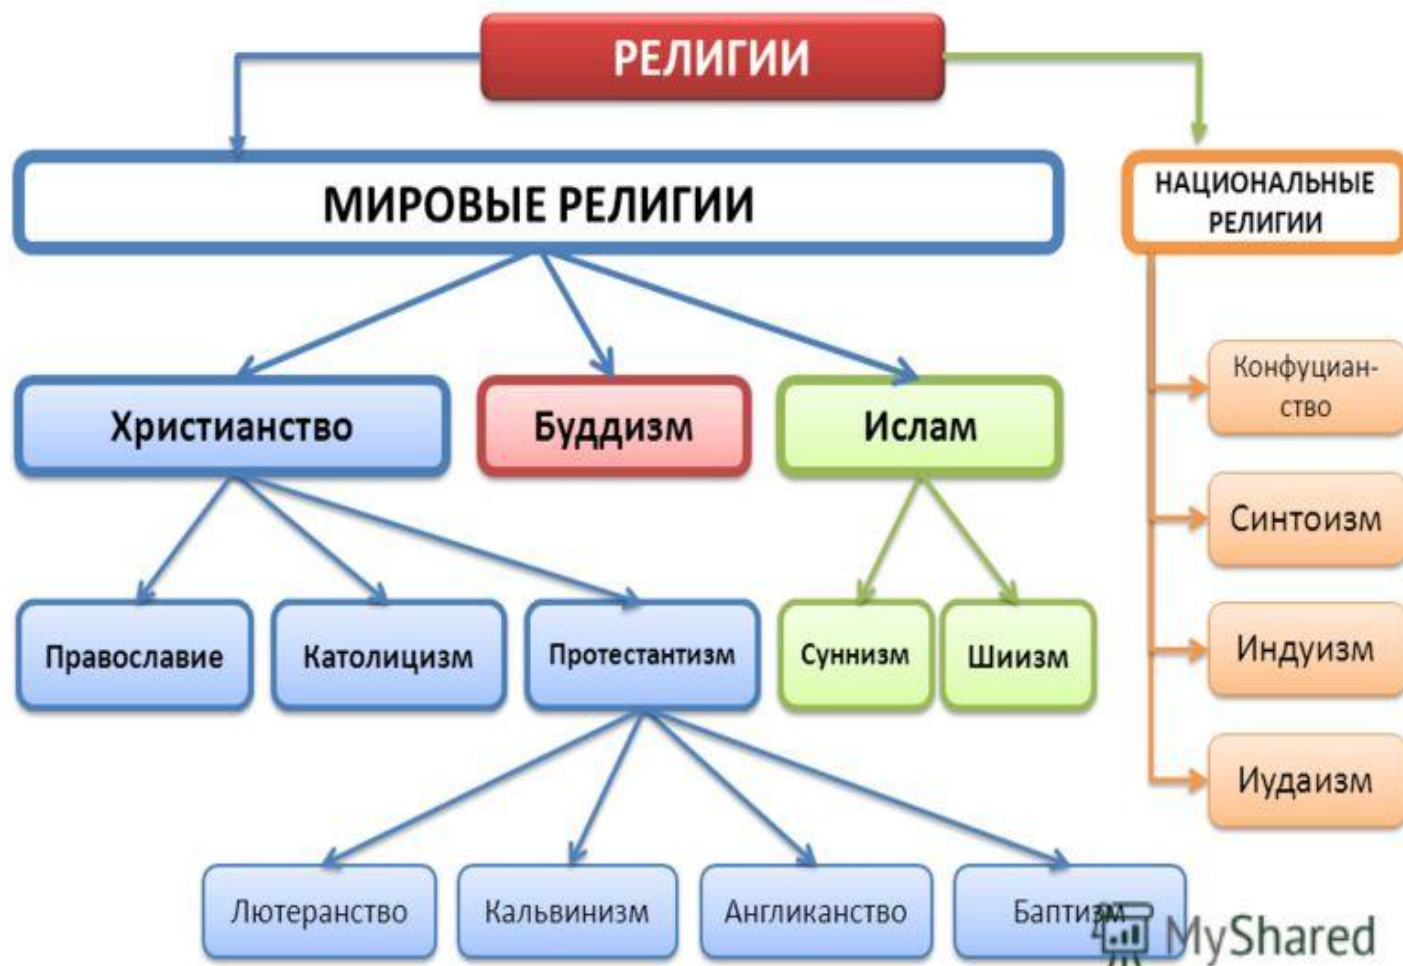 РЕЛИГИИ
МИРОВЫЕ РЕЛИГИИ
НАЦИОНАЛЬНЫЕ
РЕЛИГИИ
Христианство
Буддизм
Ислам
Конфуциан-
ство
Синтоизм
Индуизм
Иудаизм
Православие
Католицизм
Протестантизм
Суннизм
Шиизм
Лютеранство
Кальвинизм
Англиканство
Баптизм
MyShared